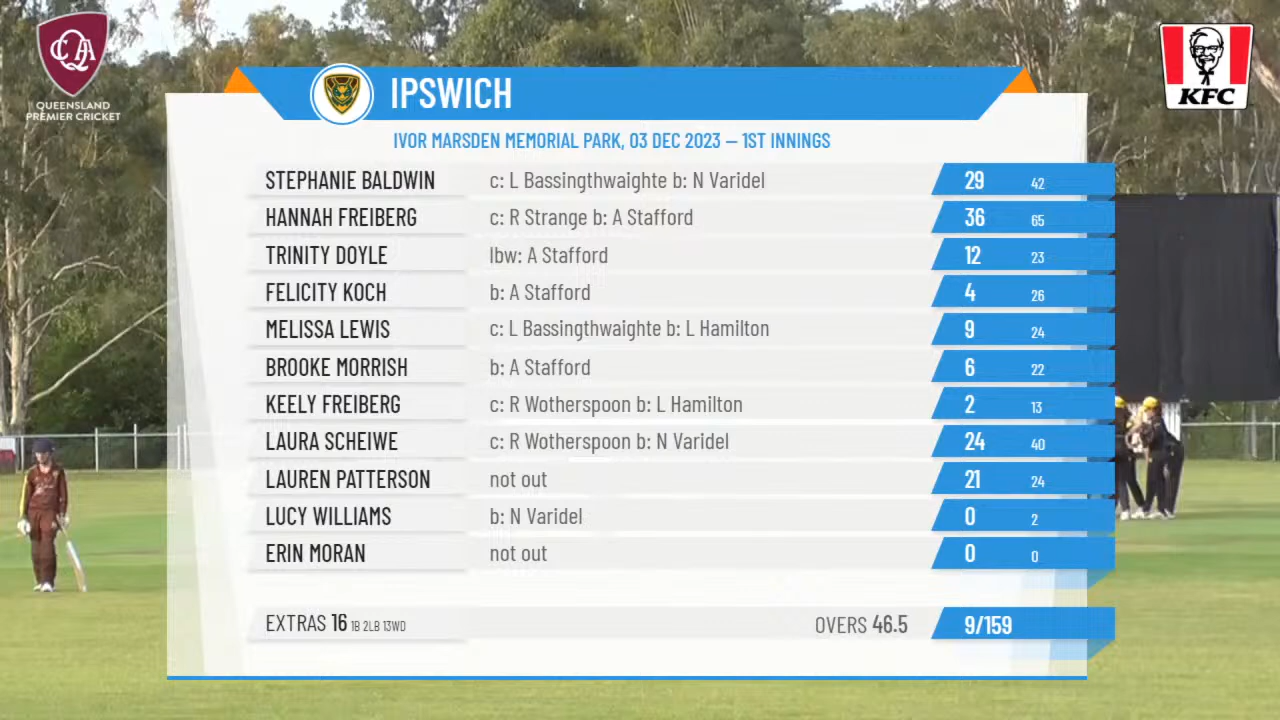 QUEENSLAND
PREMIER CRICKET
KFC
IPSWICH
IVOR MARSDEN MEMORIAL PARK, 03 DEC 2023 – 1ST INNINGS
STEPHANIE BALDWIN c: L Bassingthwaighte b: N Varidel 29 42
HANNAH FREIBERG c: R Strange b: A Stafford 36 65
TRINITY DOYLE lbw: A Stafford 12 23
FELICITY KOCH b: A Stafford 4 26
MELISSA LEWIS c: L Bassingthwaighte b: L Hamilton 9 24
BROOKE MORRISH b: A Stafford 6 22
KEELY FREIBERG c: R Wotherspoon b: L Hamilton 2 13
LAURA SCHEIWE c: R Wotherspoon b: N Varidel 24 40
LAUREN PATTERSON not out 21 24
LUCY WILLIAMS b: N Varidel 0 2
ERIN MORAN not out 0 0
EXTRAS 16 1B 2LB 13WD OVERS 46.5 9/159